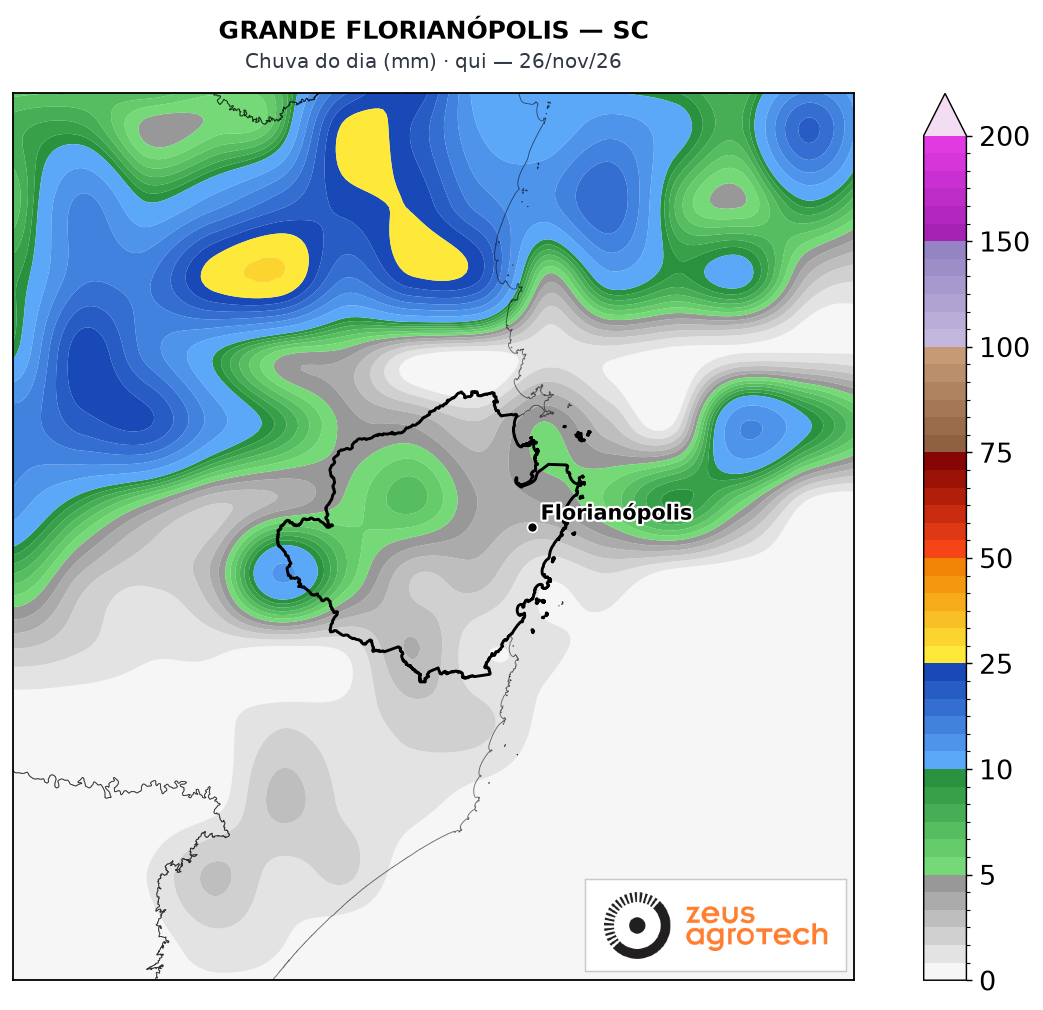 GRANDE FLORIANÓPOLIS — SC
Chuva do dia (mm) · qui — 26/nov/26
200
150
100
75
50
25
10
5
0
Florianópolis
zeus
agrotech